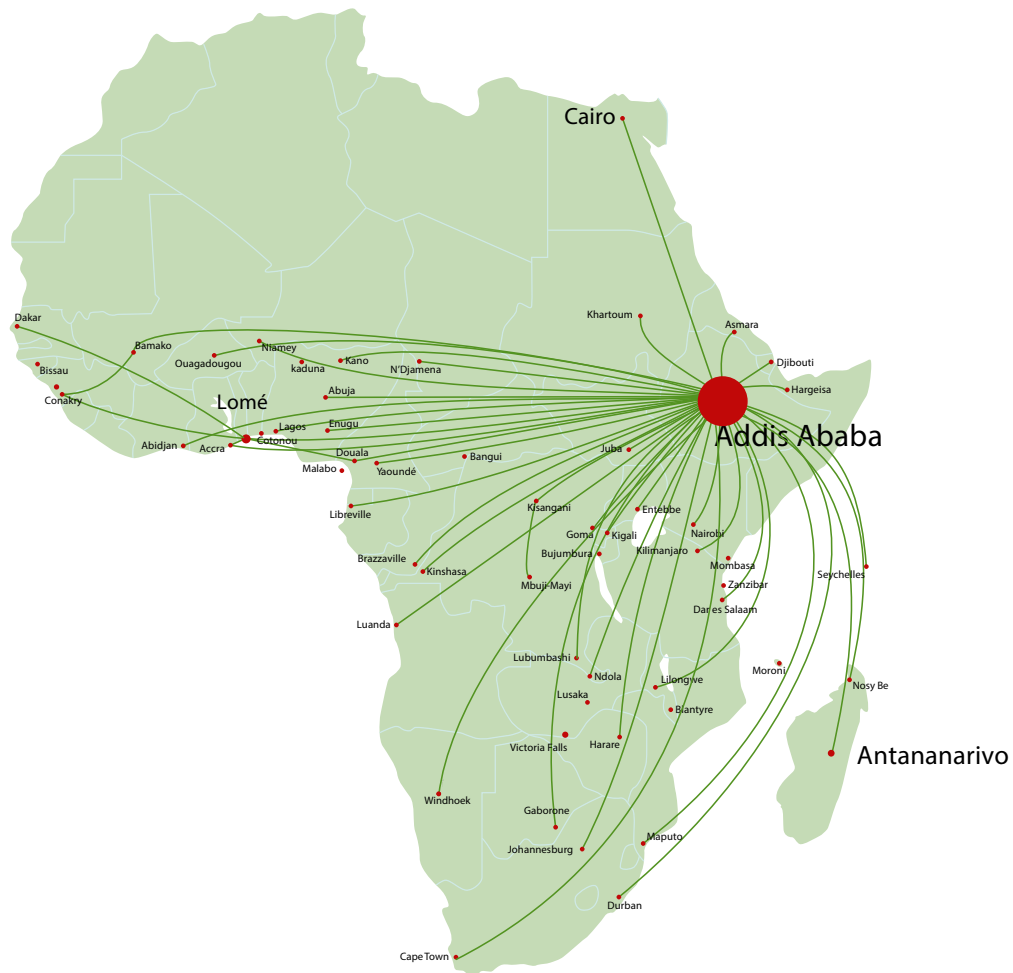 Cairo
Khartoum
Dakar
Asmara
Bamako
Niamey
Ouagadougou
kaduna
Kano
N'Djamena
Djibouti
Bissau
Hargeisa
Abuja
Conakry
Lomé
Lagos
Enugu
Cotonou
Addis Ababa
Abidjan
Accra
Douala
Juba
Bangui
Malabo
Yaoundé
Libreville
Kisangani
Entebbe
Goma
Kigali
Nairobi
Bujumbura
Kilimanjaro
Brazzaville
Kinshasa
Mombasa
Seychelles
Mbuji-Mayi
Zanzibar
Dar es Salaam
Luanda
Lubumbashi
Moroni
Ndola
Lilongwe
Nosy Be
Lusaka
Blantyre
Victoria Falls
Harare
Antananarivo
Windhoek
Gaborone
Maputo
Johannesburg
Durban
Cape Town